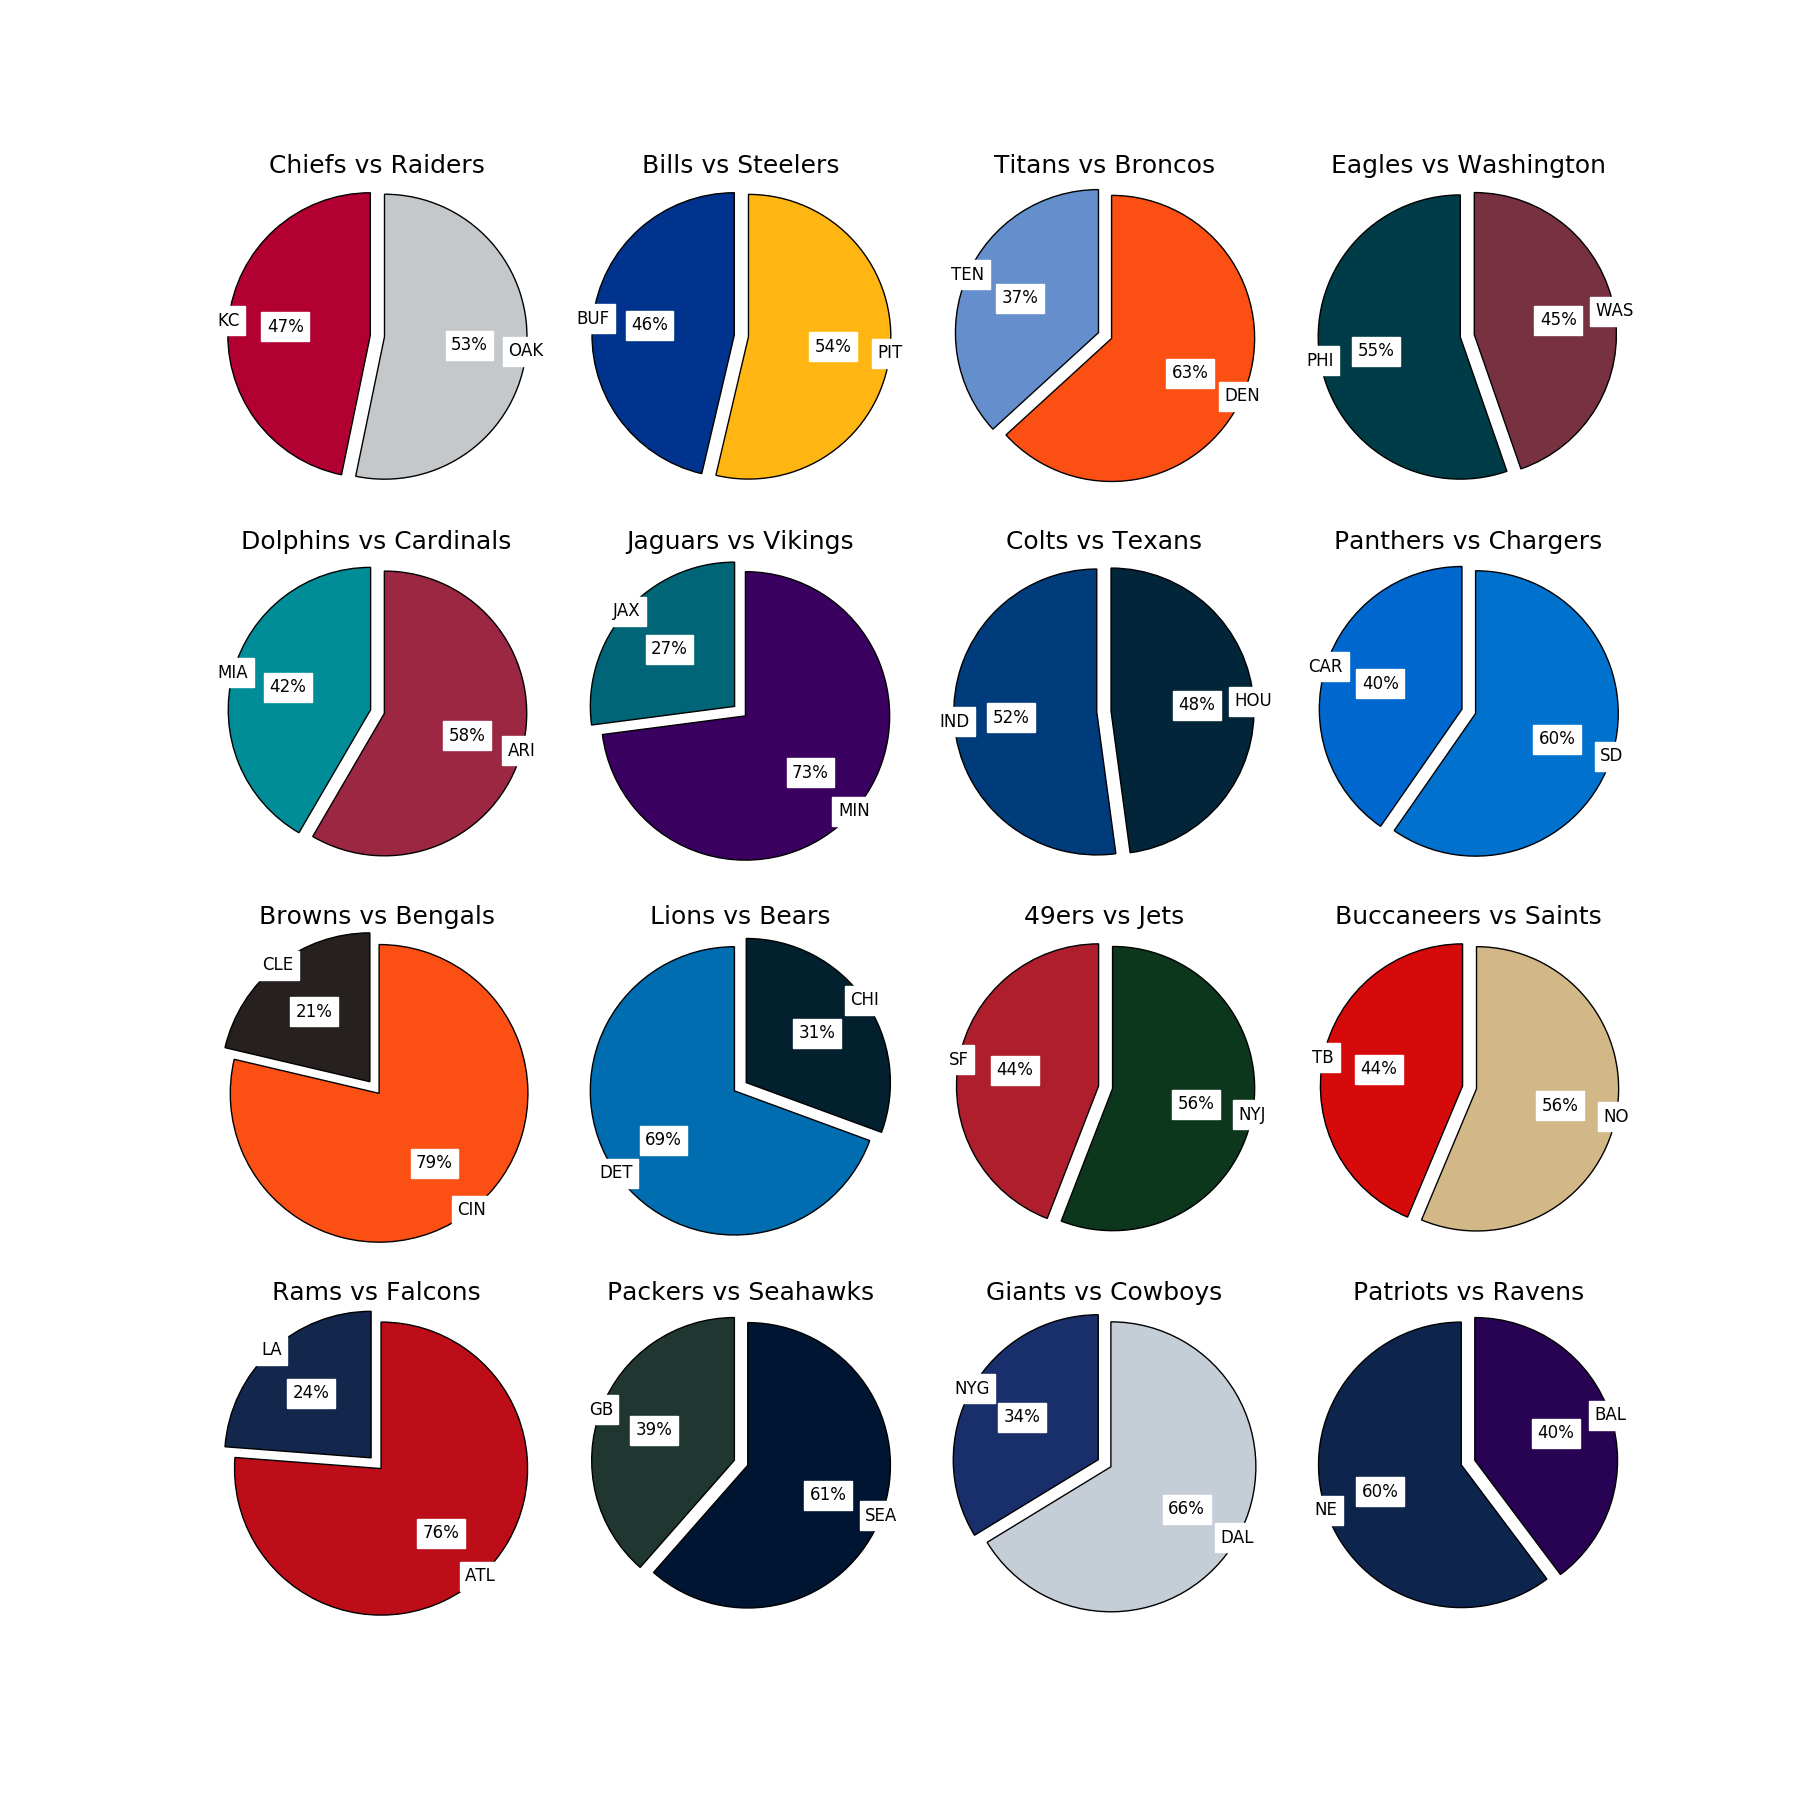 Chiefs vs Raiders
KC
47%
53%
OAK
Bills vs Steelers
BUF
46%
54%
PIT
Titans vs Broncos
TEN
37%
63%
DEN
Eagles vs Washington
PHI
55%
45%
WAS
Dolphins vs Cardinals
MIA
42%
58%
ARI
Jaguars vs Vikings
JAX
27%
73%
MIN
Colts vs Texans
IND
52%
48%
HOU
Panthers vs Chargers
CAR
40%
60%
SD
Browns vs Bengals
CLE
21%
79%
CIN
Lions vs Bears
CHI
31%
69%
DET
49ers vs Jets
SF
44%
56%
NYJ
Buccaneers vs Saints
TB
44%
56%
NO
Rams vs Falcons
LA
24%
76%
ATL
Packers vs Seahawks
GB
39%
61%
SEA
Giants vs Cowboys
NYG
34%
66%
DAL
Patriots vs Ravens
NE
60%
40%
BAL